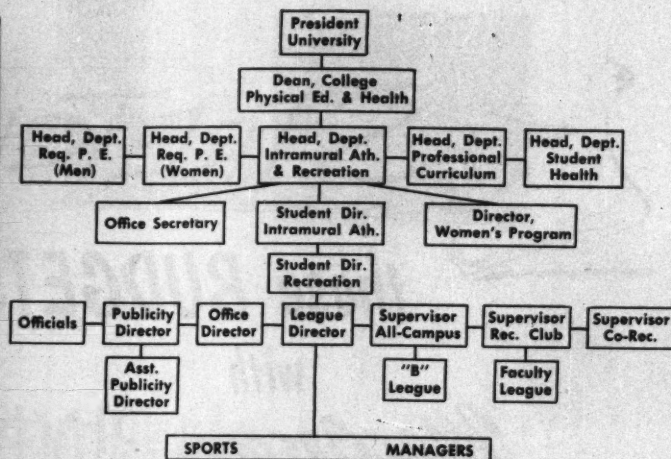 President
University
Dean, College
Physical Ed. & Health
Head, Dept.
Req. P. E.
(Men)
Head, Dept.
Req. P. E.
(Women)
Head, Dept.
Intramural Ath.
& Recreation
Head, Dept.
Professional
Curriculum
Head, Dept.
Student
Health
Office Secretary
Student Dir.
Intramural Ath.
Director,
Women's Program
Student Dir.
Recreation
Officials
Publicity
Director
Office
Director
League
Director
Supervisor
All-Campus
Supervisor
Rec. Club
Supervisor
Co-Rec.
Asst.
Publicity
Director
"B"
League
Faculty
League
SPORTS MANAGERS